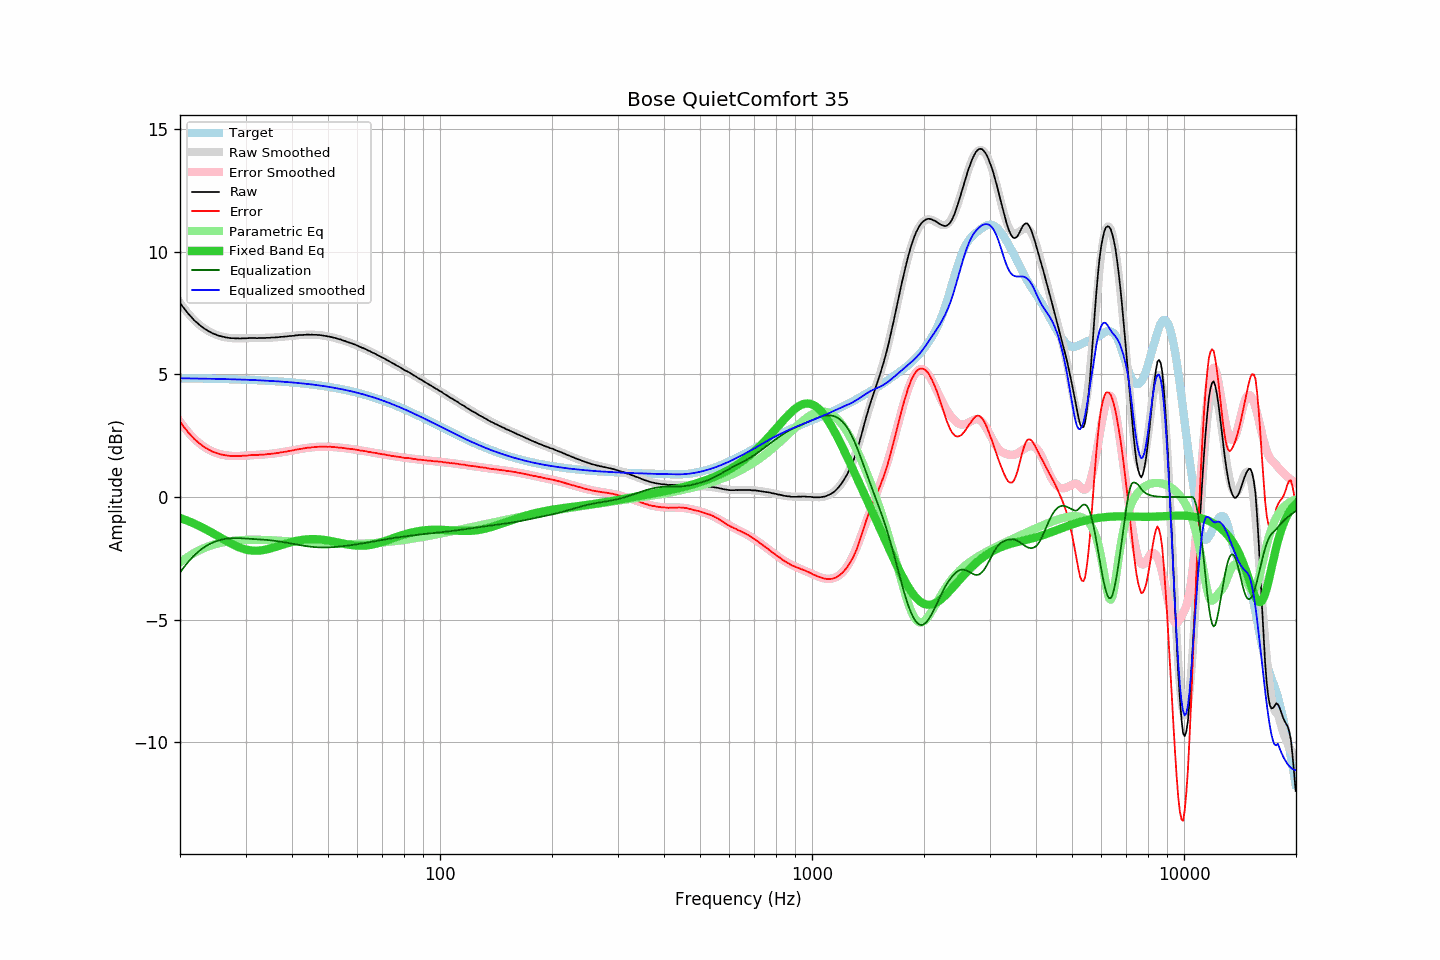 Bose QuietComfort 35
15
10
5
0
−5
−10
Amplitude (dBr)
Target
Raw Smoothed
Error Smoothed
Raw
Error
Parametric Eq
Fixed Band Eq
Equalization
Equalized smoothed
100
1000
10000
Frequency (Hz)